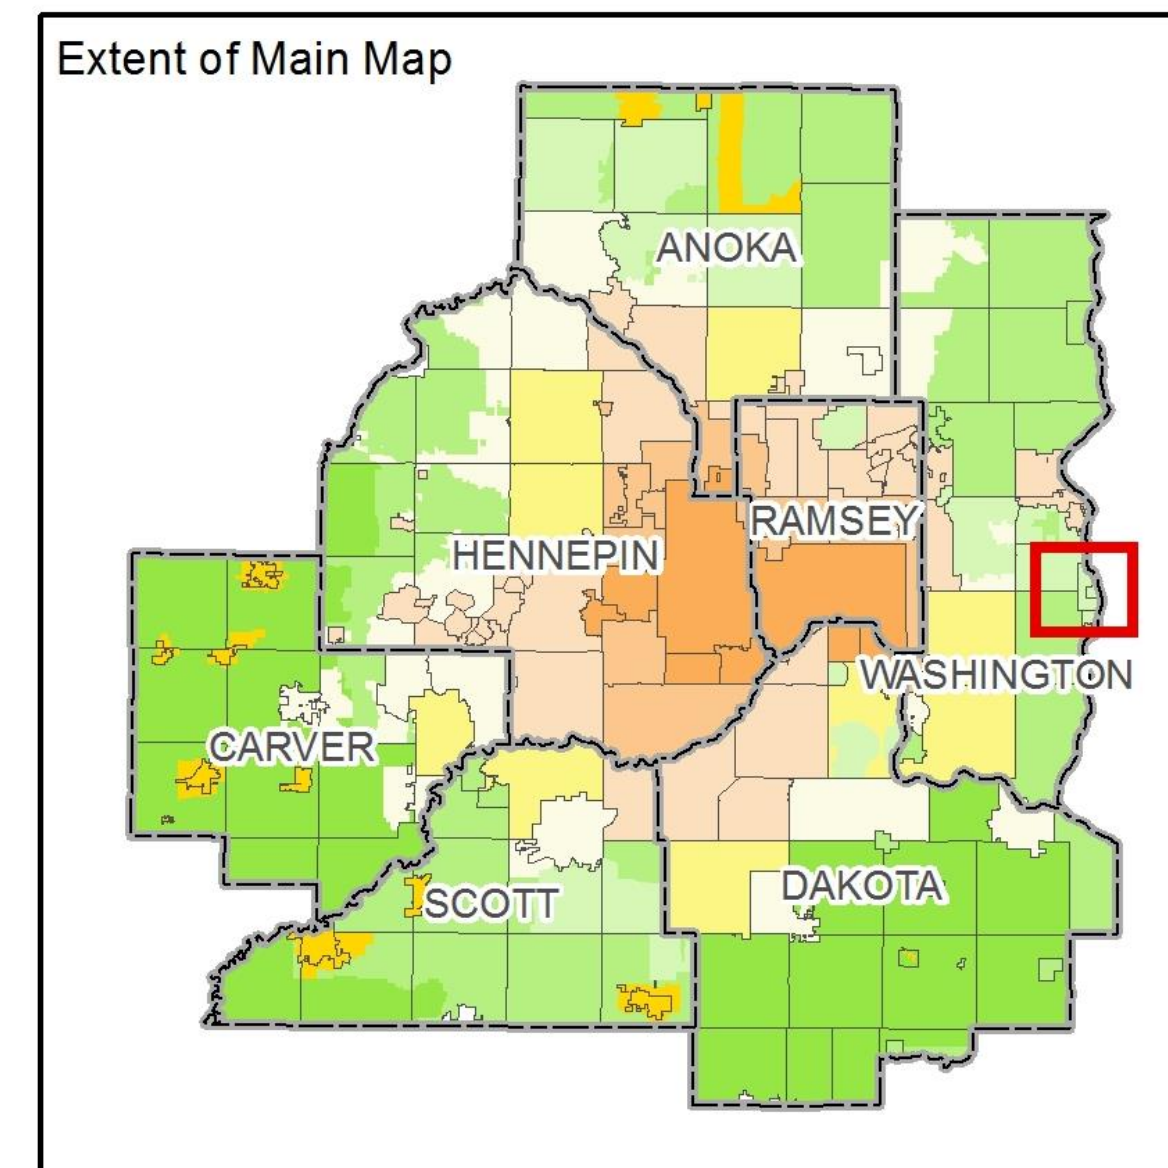 Extent of Main Map
ANOKA
RAMSEY
HENNEPIN
WASHINGTON
CARVER
DAKOTA
SCOTT